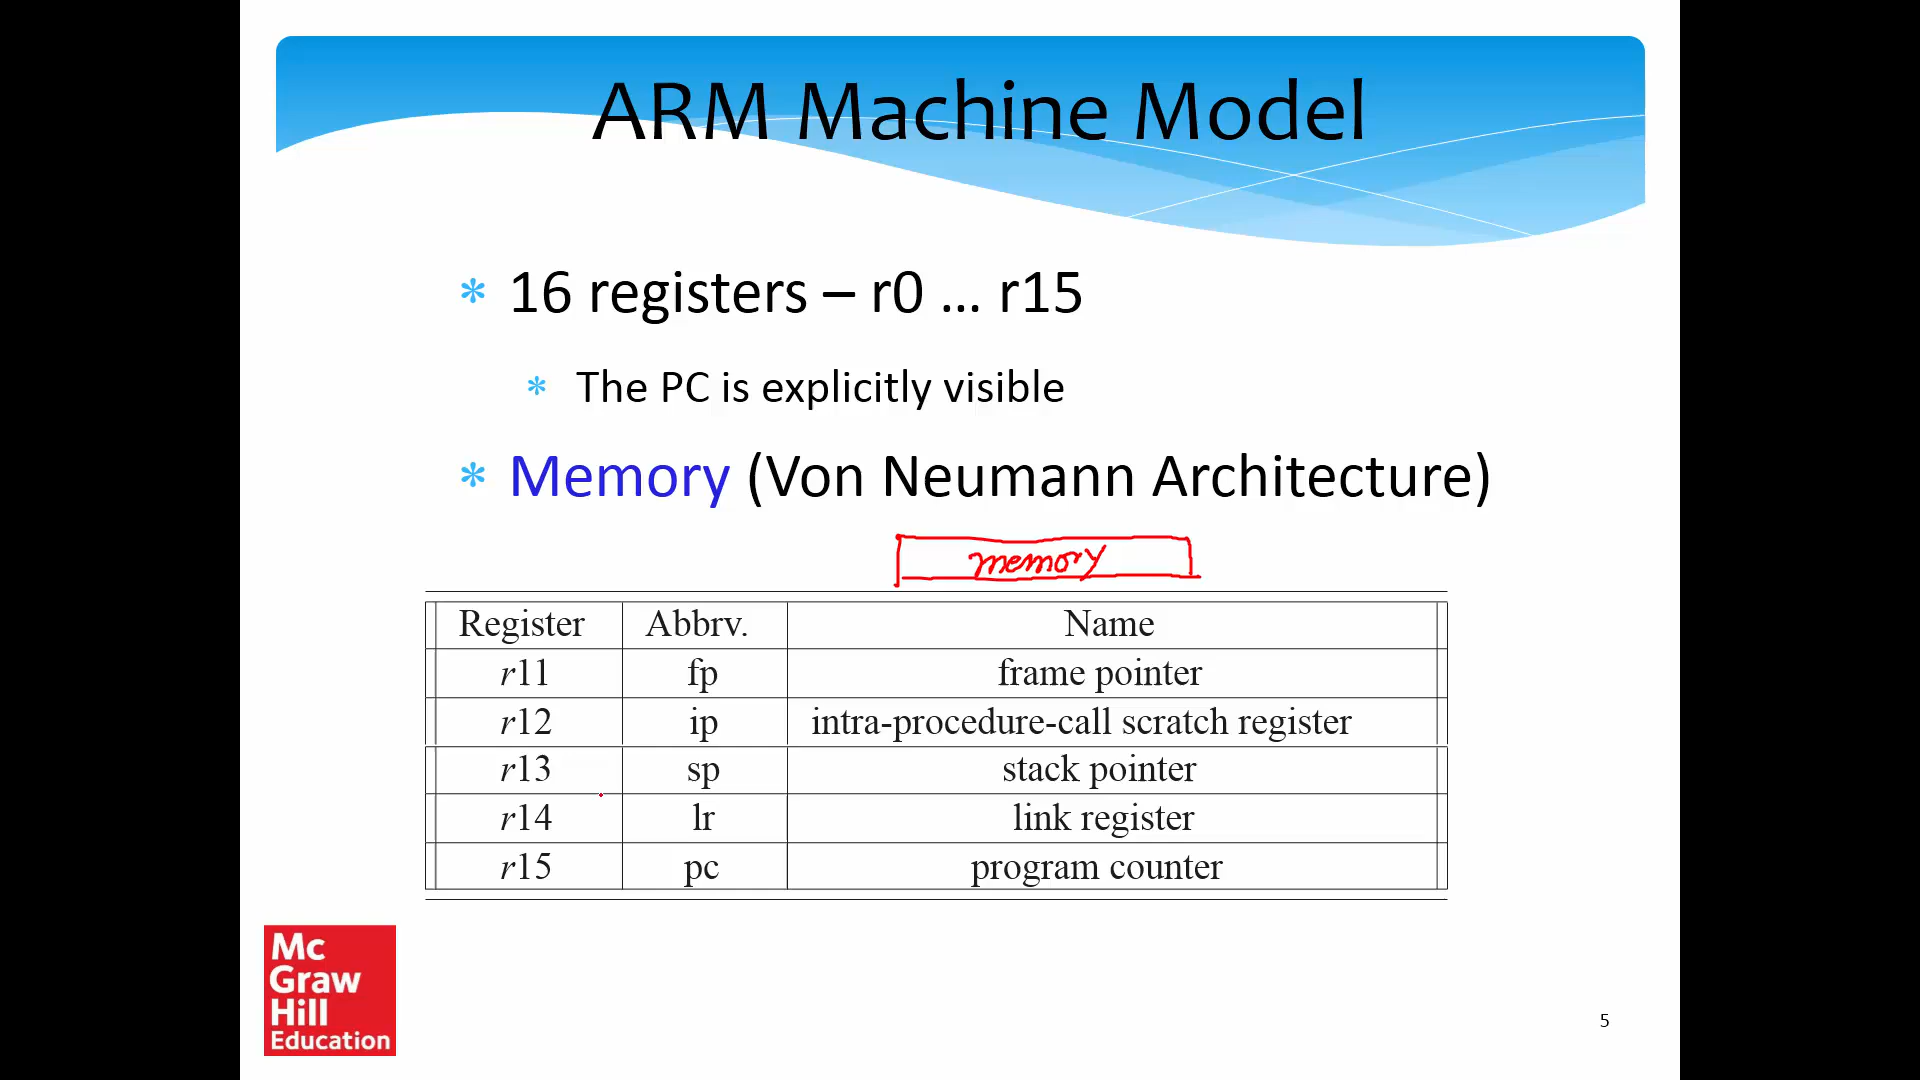 ARM Machine Model
* 16 registers – r0 ... r15
* The PC is explicitly visible
* Memory (Von Neumann Architecture)
memory
Register Abbrv. Name
r11 fp frame pointer
r12 ip intra-procedure-call scratch register
r13 sp stack pointer
r14 lr link register
r15 pc program counter
Mc
Graw
Hill
Education
5